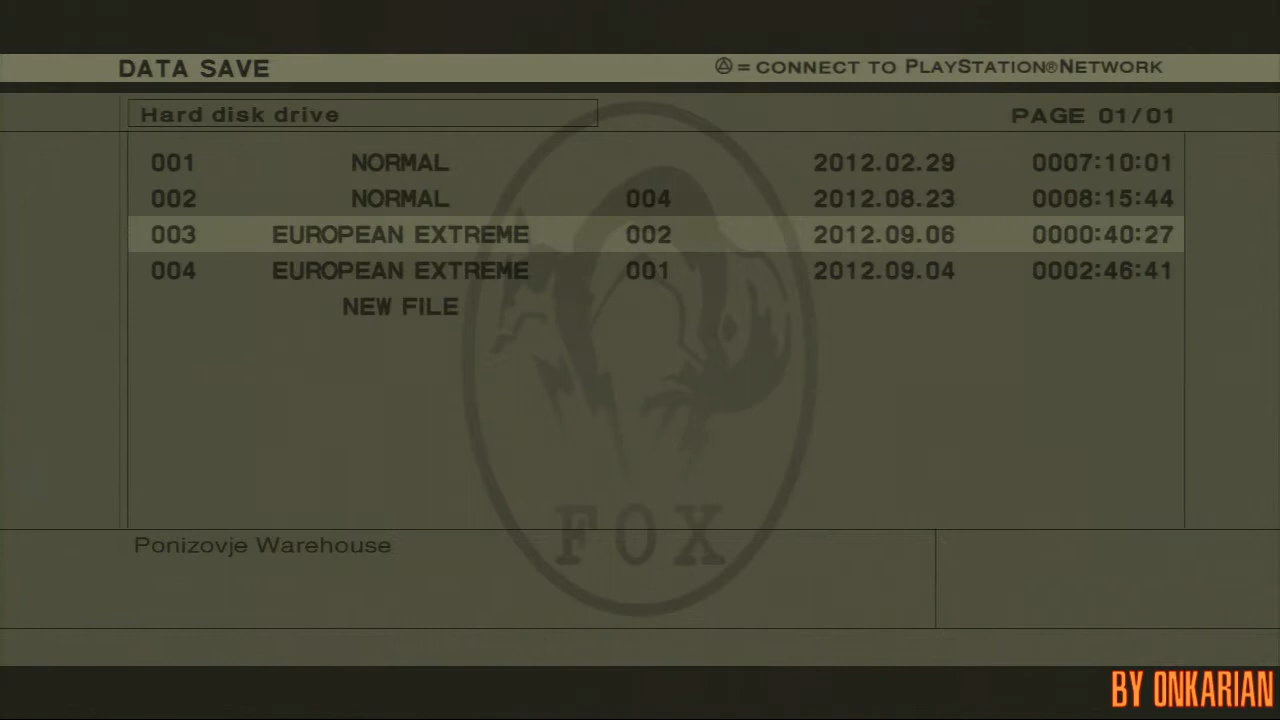 DATA SAVE
Ⓐ = CONNECT TO PLAYSTATION®NETWORK
Hard disk drive
PAGE 01/01
001 NORMAL 2012.02.29 0007:10:01
002 NORMAL 004 2012.08.23 0008:15:44
003 EUROPEAN EXTREME 002 2012.09.06 0000:40:27
004 EUROPEAN EXTREME 001 2012.09.04 0002:46:41
NEW FILE
FOX
Ponizovje Warehouse
BY ONKARIAN